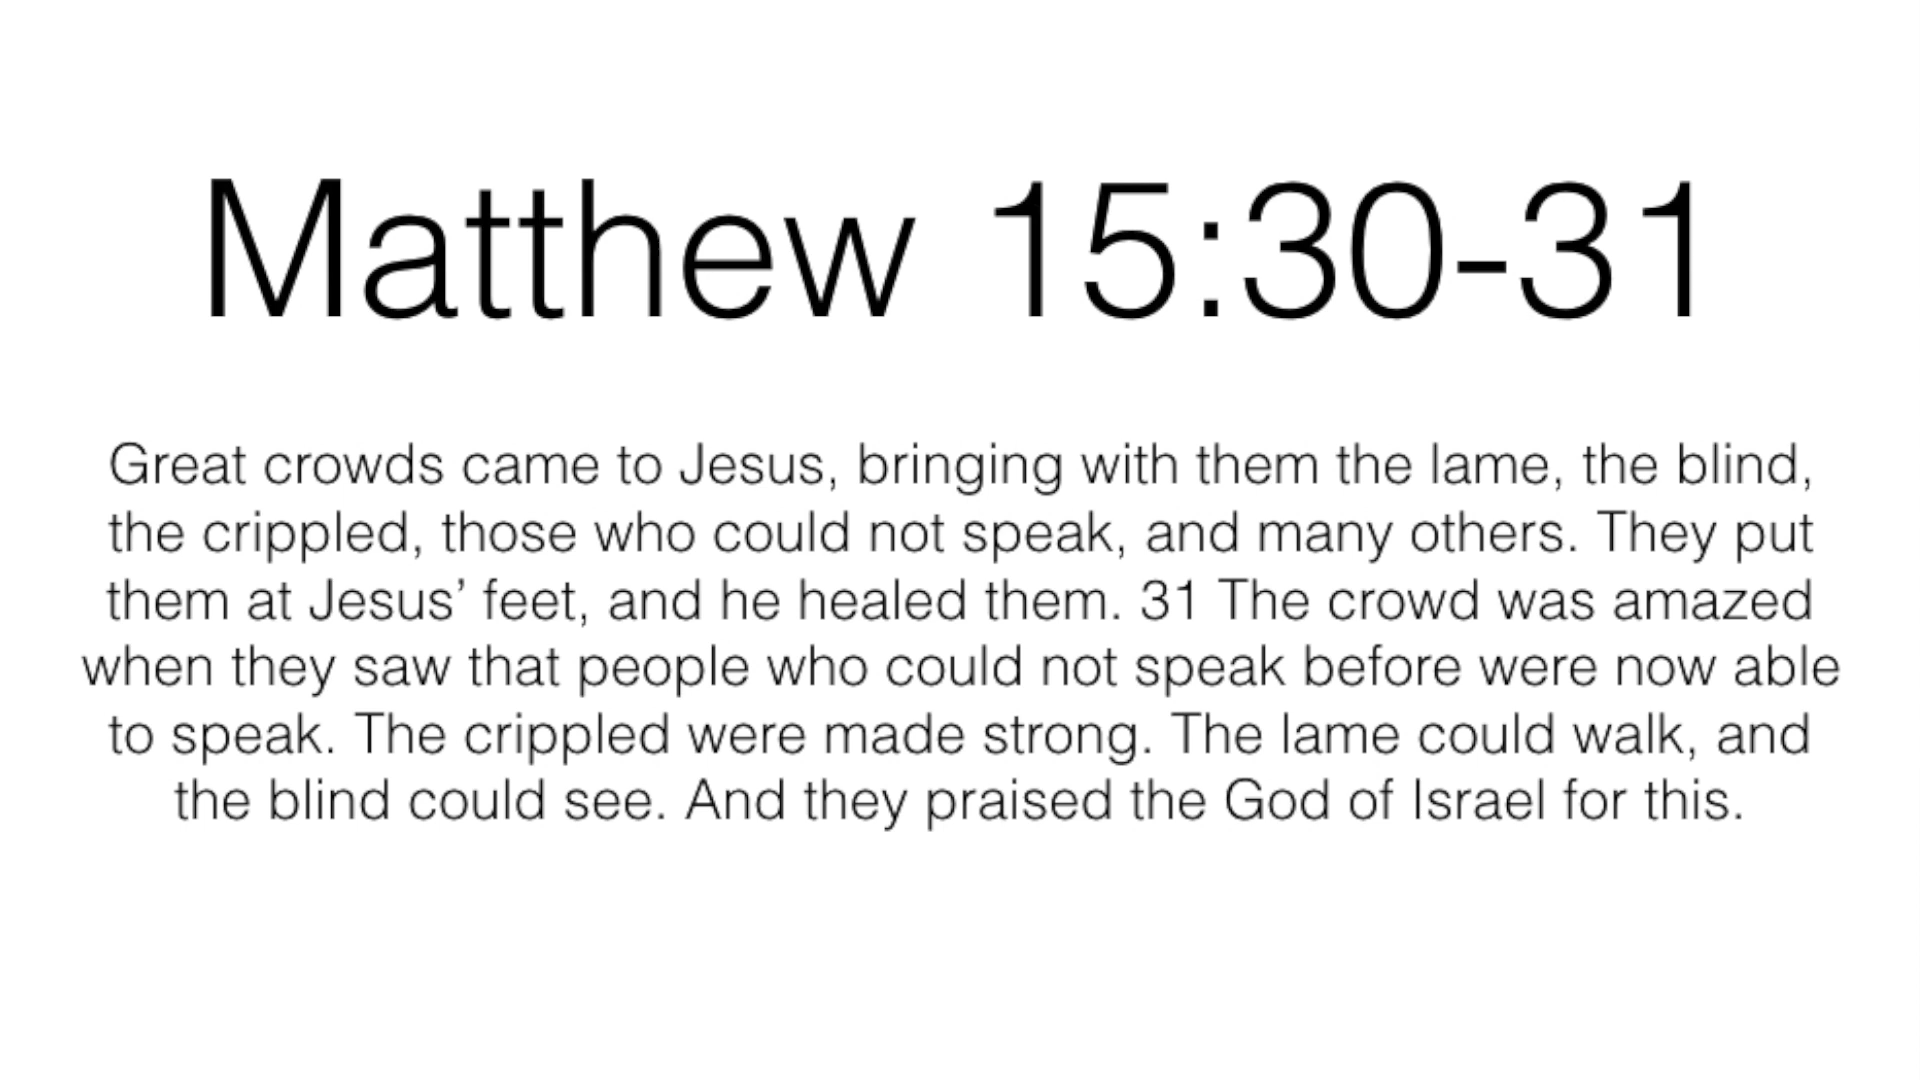 Matthew 15:30-31
Great crowds came to Jesus, bringing with them the lame, the blind,
the crippled, those who could not speak, and many others. They put
them at Jesus’ feet, and he healed them. 31 The crowd was amazed
when they saw that people who could not speak before were now able
to speak. The crippled were made strong. The lame could walk, and
the blind could see. And they praised the God of Israel for this.